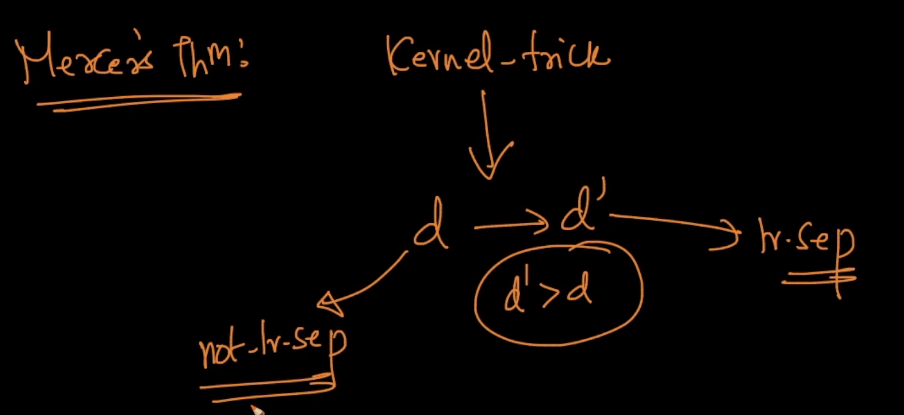 Mercer's Thm:
Kernel-trick
d → d'
lr.sep
d' > d
not-lr-sep